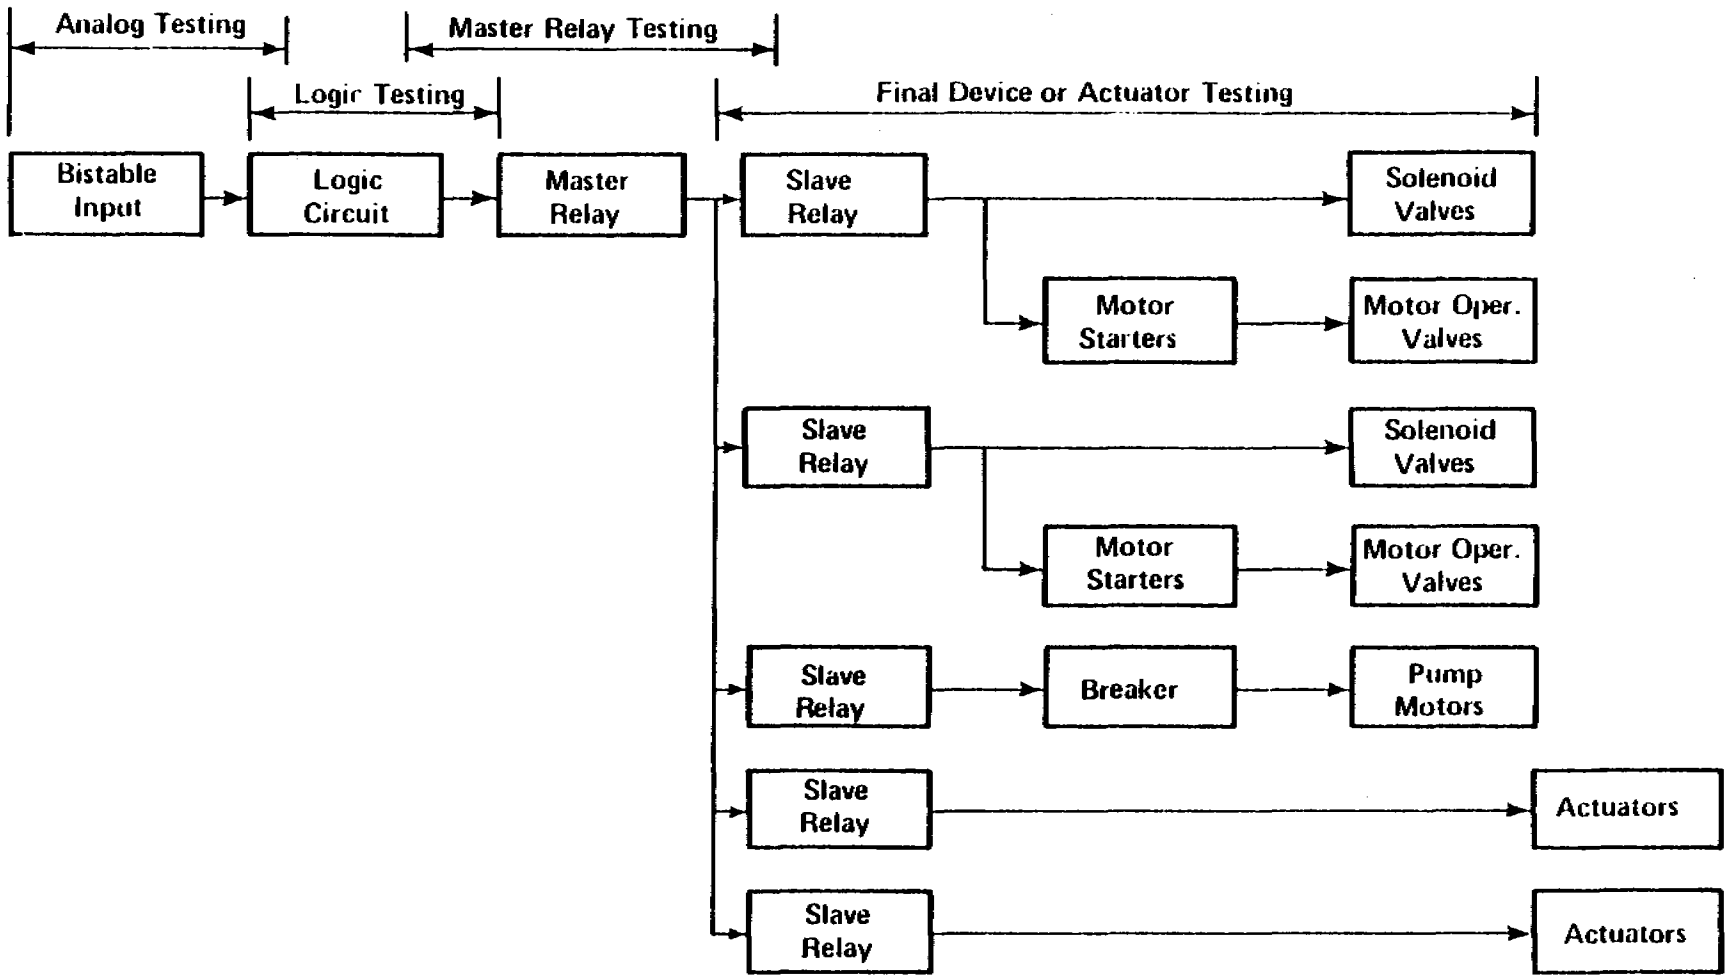 Analog Testing
Master Relay Testing
Logic Testing
Final Device or Actuator Testing
Bistable
Input
Logic
Circuit
Master
Relay
Slave
Relay
Solenoid
Valves
Motor
Starters
Motor Oper.
Valves
Slave
Relay
Solenoid
Valves
Motor
Starters
Motor Oper.
Valves
Slave
Relay
Breaker
Pump
Motors
Slave
Relay
Actuators
Slave
Relay
Actuators